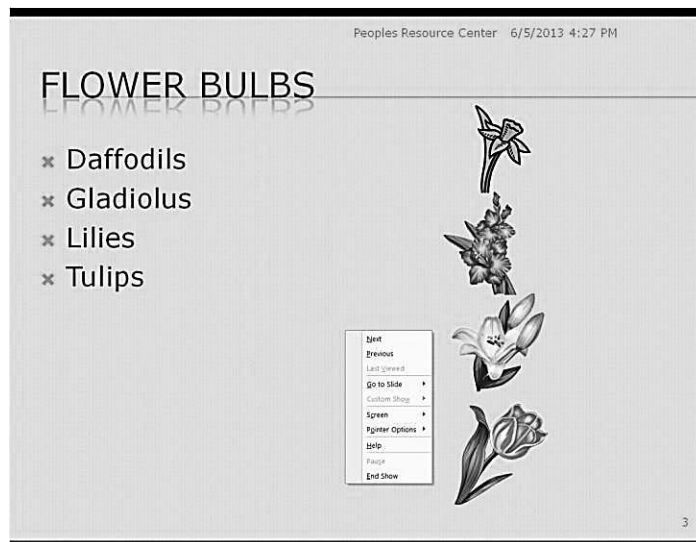 Peoples Resource Center 6/5/2013 4:27 PM
FLOWER BULBS
Daffodils
Gladiolus
Lilies
Tulips
Next
Previous
Last Viewed
Go to Slide
Custom Show
Screen
Pointer Options
Help
Pause
End Show
3